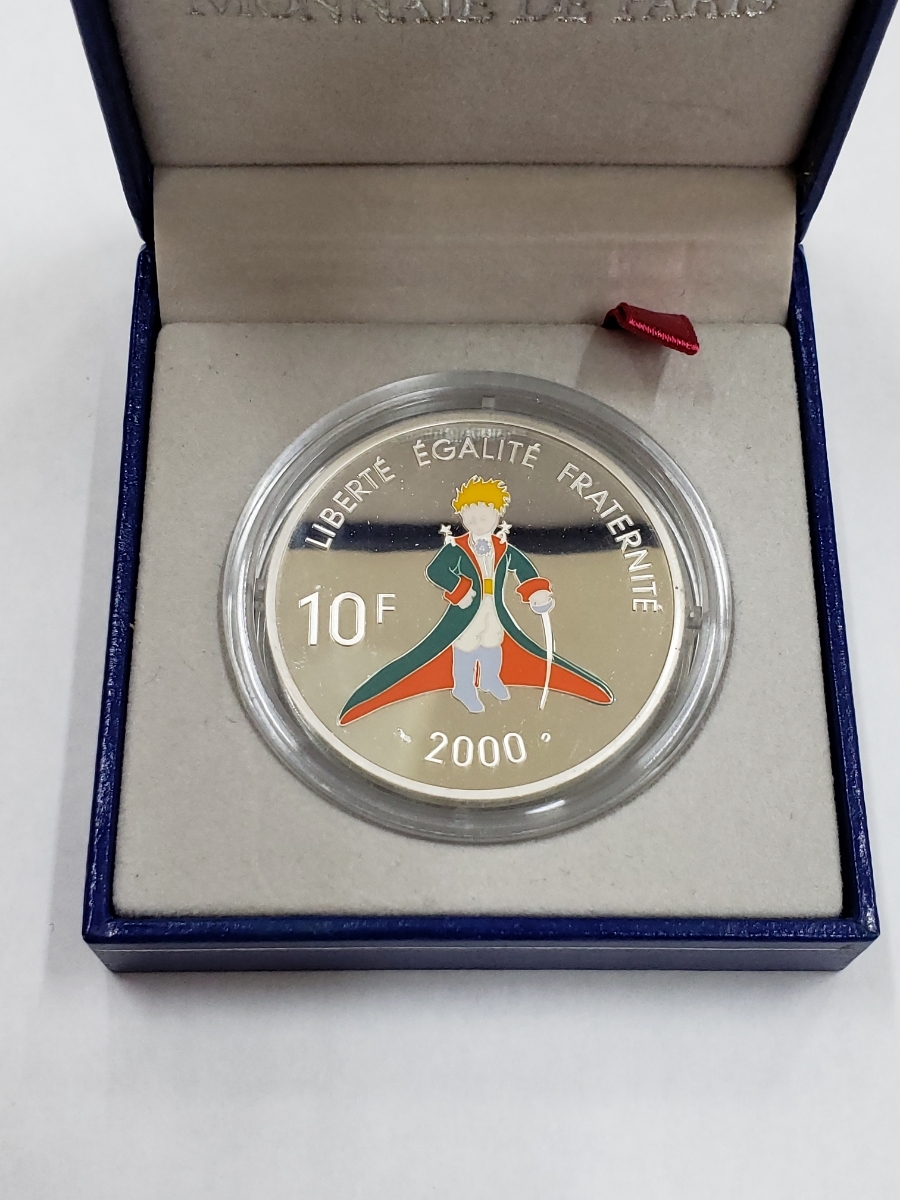 MONNAIE DE PARIS
LIBERTÉ ÉGALITÉ FRATERNITÉ
10F
2000